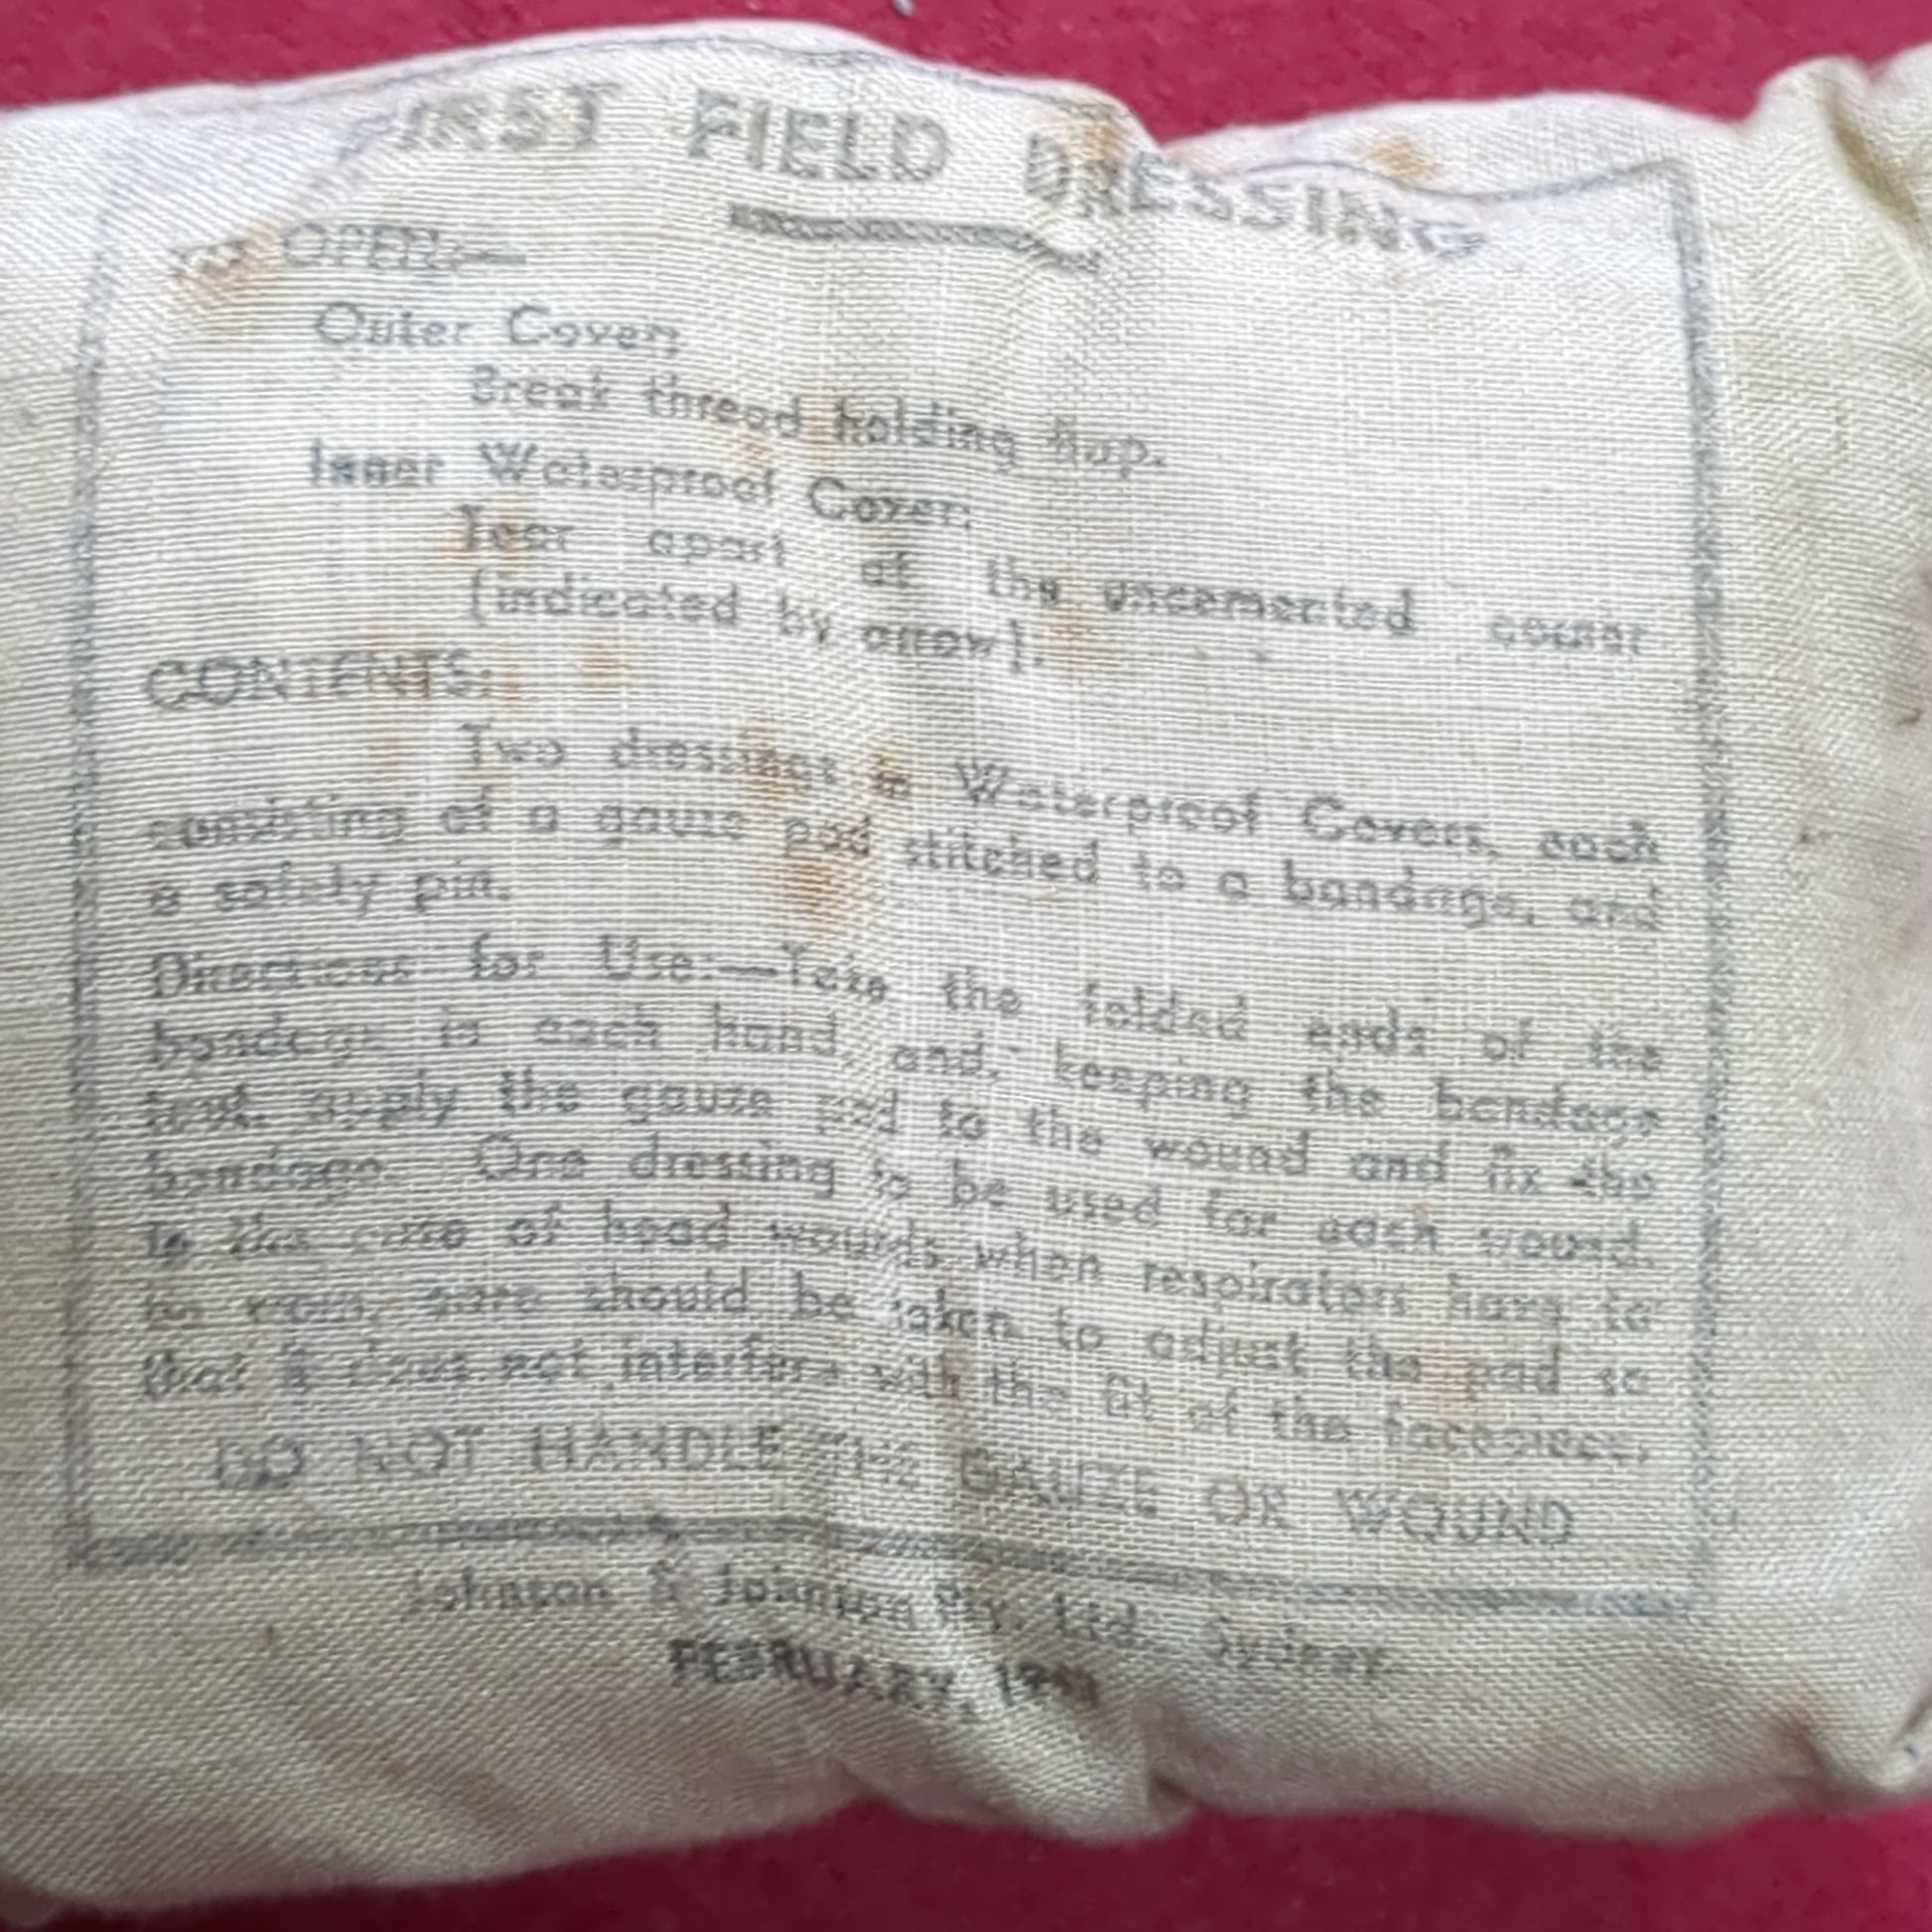 FIRST FIELD DRESSING
TO OPEN:—
Outer Cover:
Break thread holding flap.
Inner Waterproof Cover:
Tear apart at the uncemented corner
(indicated by arrow).
CONTENTS:
Two dressings in Waterproof Covers, each
consisting of a gauze pad stitched to a bandage, and
a safety pin.
Directions for Use:—Take the folded ends of the
bandage in each hand, and, keeping the bandage
taut, apply the gauze pad to the wound and fix the
bandage. One dressing to be used for each wound.
In the case of head wounds when respirators have to
be worn, care should be taken to adjust the pad so
that it does not interfere with the fit of the facepiece.
DO NOT HANDLE THE GAUZE OR WOUND
Johnson & Johnson Pty. Ltd. Sydney
FEBRUARY,